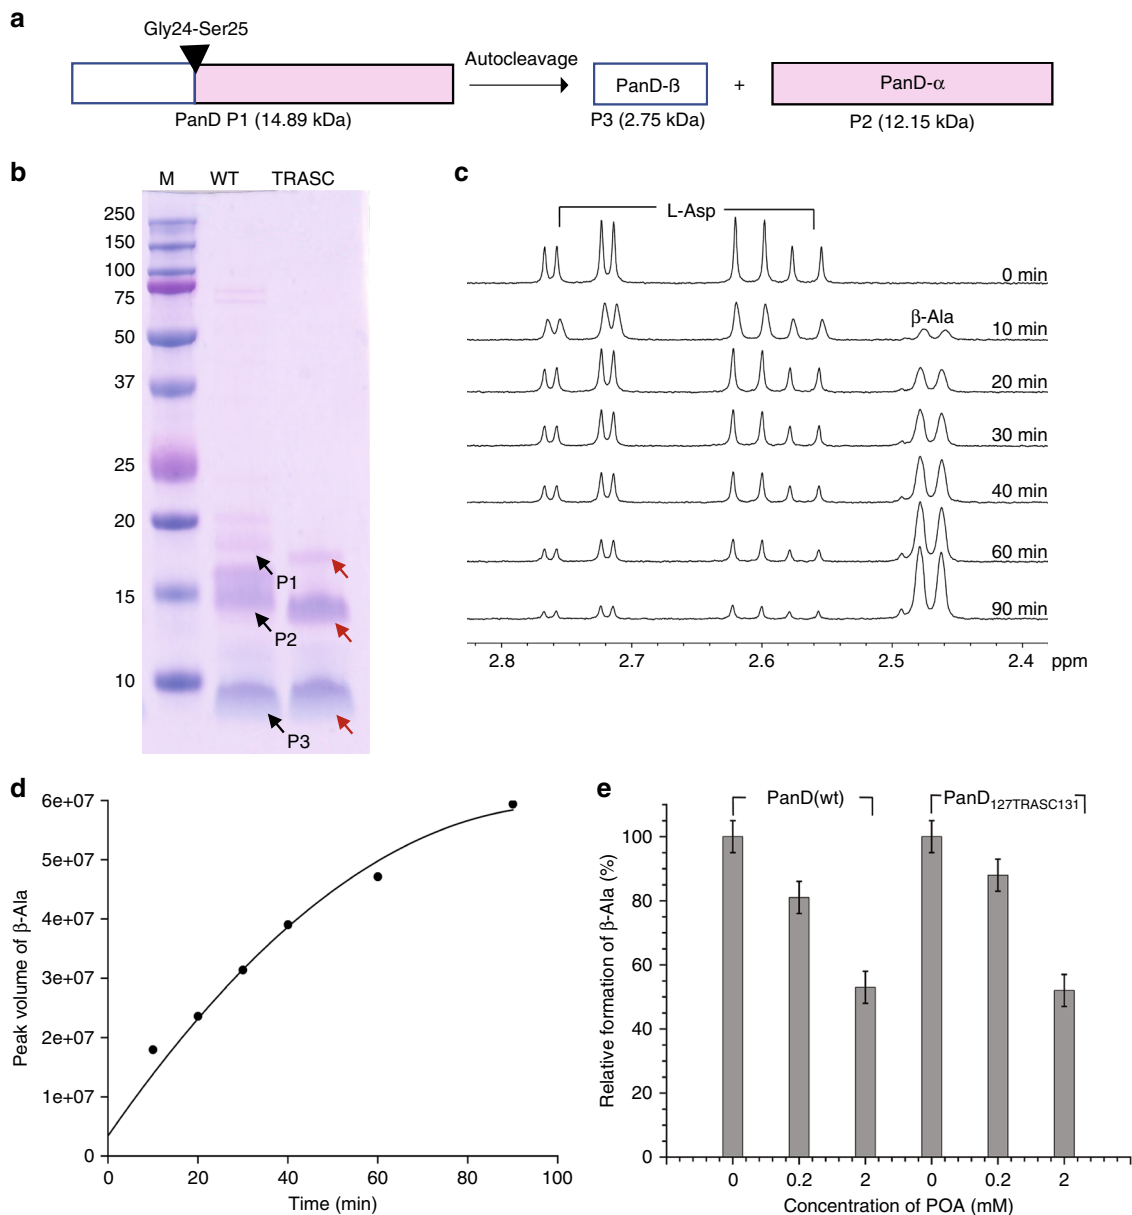 a
Gly24-Ser25
Autocleavage
PanD-ß
+
PanD-α
PanD P1 (14.89 kDa)
P3 (2.75 kDa)
P2 (12.15 kDa)
b
M WT TRASC
250
150
100
75
50
37
25
20
15
10
P1
P2
P3
c
L-Asp
0 min
10 min
β-Ala
20 min
30 min
40 min
60 min
90 min
2.8 2.7 2.6 2.5 2.4 ppm
d
6e+07
5e+07
4e+07
3e+07
2e+07
1e+07
0
Peak volume of β-Ala
0 20 40 60 80 100
Time (min)
e
PanD(wt)
PanD127TRASC131
100
80
60
40
20
0
Relative formation of β-Ala (%)
0 0.2 2 0 0.2 2
Concentration of POA (mM)